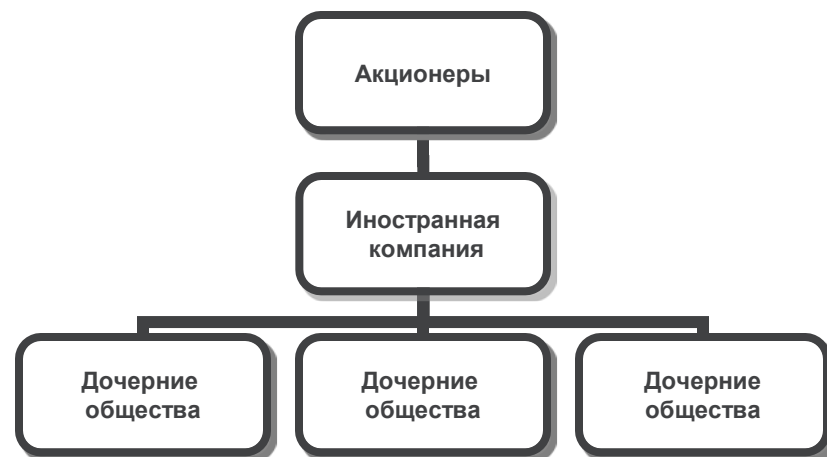 Акционеры
Иностранная
компания
Дочерние
общества
Дочерние
общества
Дочерние
общества